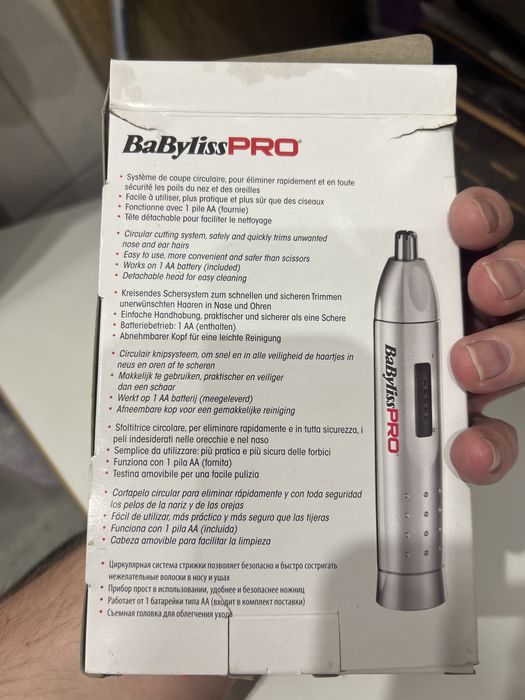 BaBylissPRO®
• Système de coupe circulaire, pour éliminer rapidement et en toute
sécurité les poils du nez et des oreilles
• Facile à utiliser, plus pratique et plus sûr que des ciseaux
• Fonctionne avec 1 pile AA (fournie)
• Tête détachable pour faciliter le nettoyage
• Circular cutting system, safely and quickly trims unwanted
nose and ear hairs
• Easy to use, more convenient and safer than scissors
• Works on 1 AA battery (included)
• Detachable head for easy cleaning
• Kreisendes Schersystem zum schnellen und sicheren Trimmen
unerwünschten Haaren in Nase und Ohren
• Einfache Handhabung, praktischer und sicherer als eine Schere
• Batteriebetrieb: 1 AA (enthalten)
• Abnehmbarer Kopf für eine leichte Reinigung
• Circulair knipsysteem, om snel en in alle veiligheid de haartjes in
neus en oren af te scheren
• Makkelijk te gebruiken, praktischer en veiliger
dan een schaar
• Werkt op 1 AA batterij (meegeleverd)
• Afneembare kop voor een gemakkelijke reiniging
• Sfoltitrice circolare, per eliminare rapidamente e in tutta sicurezza, i
peli indesiderati nelle orecchie e nel naso
• Semplice da utilizzare: più pratica e più sicura delle forbici
• Funziona con 1 pila AA (fornita)
• Testina amovibile per una facile pulizia
• Cortapelo circular para eliminar rápidamente y con toda seguridad
los pelos de la nariz y de las orejas
• Fácil de utilizar, más práctico y más seguro que las tijeras
• Funciona con 1 pila AA (incluida)
• Cabeza amovible para facilitar la limpieza
• Циркулярная система стрижки позволяет безопасно и быстро состригать
нежелательные волоски в носу и ушах
• Прибор прост в использовании, удобнее и безопаснее ножниц
• Работает от 1 батарейки типа АА (входит в комплект поставки)
• Съемная головка для облегчения ухода
BaBylissPRO